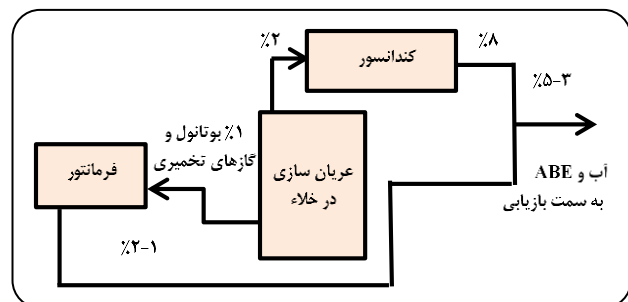 ٪۲
کندانسور
٪۸
٪۵-۳
٪۱ بوتانول و
گازهای تخمیری
فرمانتور
عریان سازی
در خلاء
آب و ABE
به سمت بازیابی
٪۲-۱